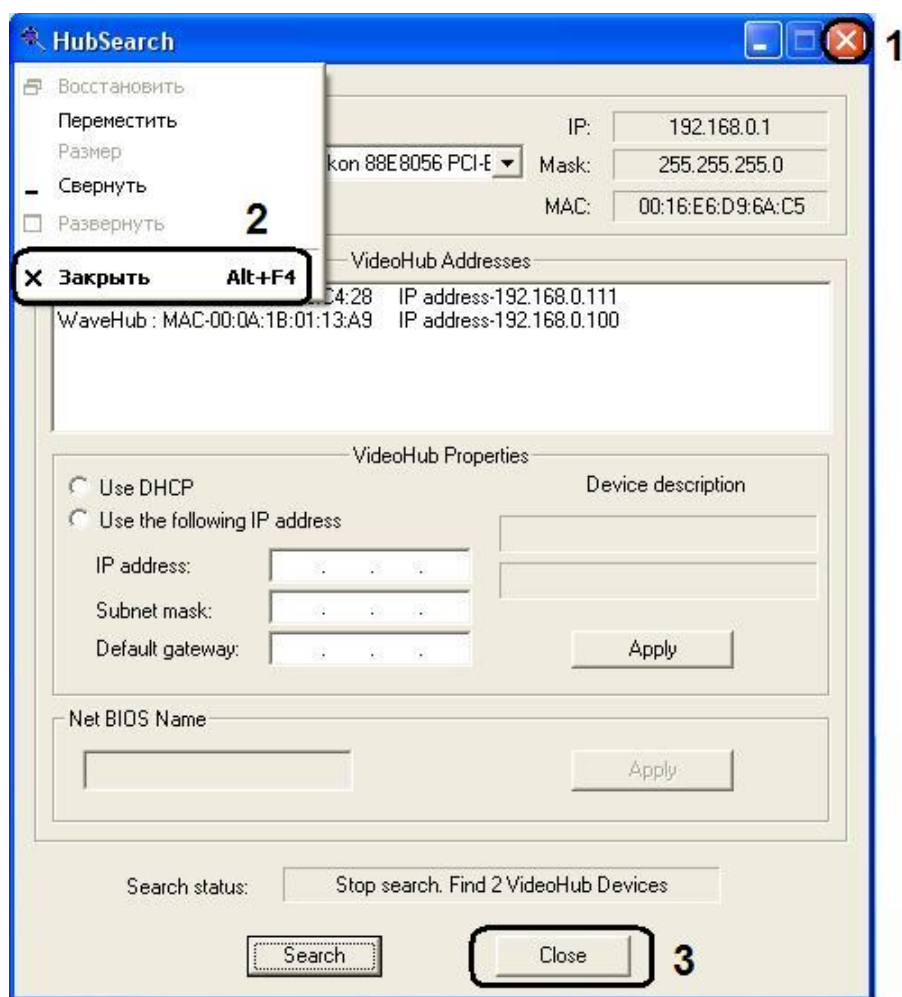 HubSearch
1
Восстановить
Переместить
Размер
Свернуть
Развернуть
2
Закрыть Alt+F4
IP: 192.168.0.1
kon 88E8056 PCI-E Mask: 255.255.255.0
MAC: 00:16:E6:D9:6A:C5
VideoHub Addresses
C4:28 IP address-192.168.0.111
WaveHub : MAC-00:0A:1B:01:13:A9 IP address-192.168.0.100
VideoHub Properties
Use DHCP
Device description
Use the following IP address
IP address:
Subnet mask:
Default gateway:
Apply
Net BIOS Name
Apply
Search status: Stop search. Find 2 VideoHub Devices
Search
Close
3